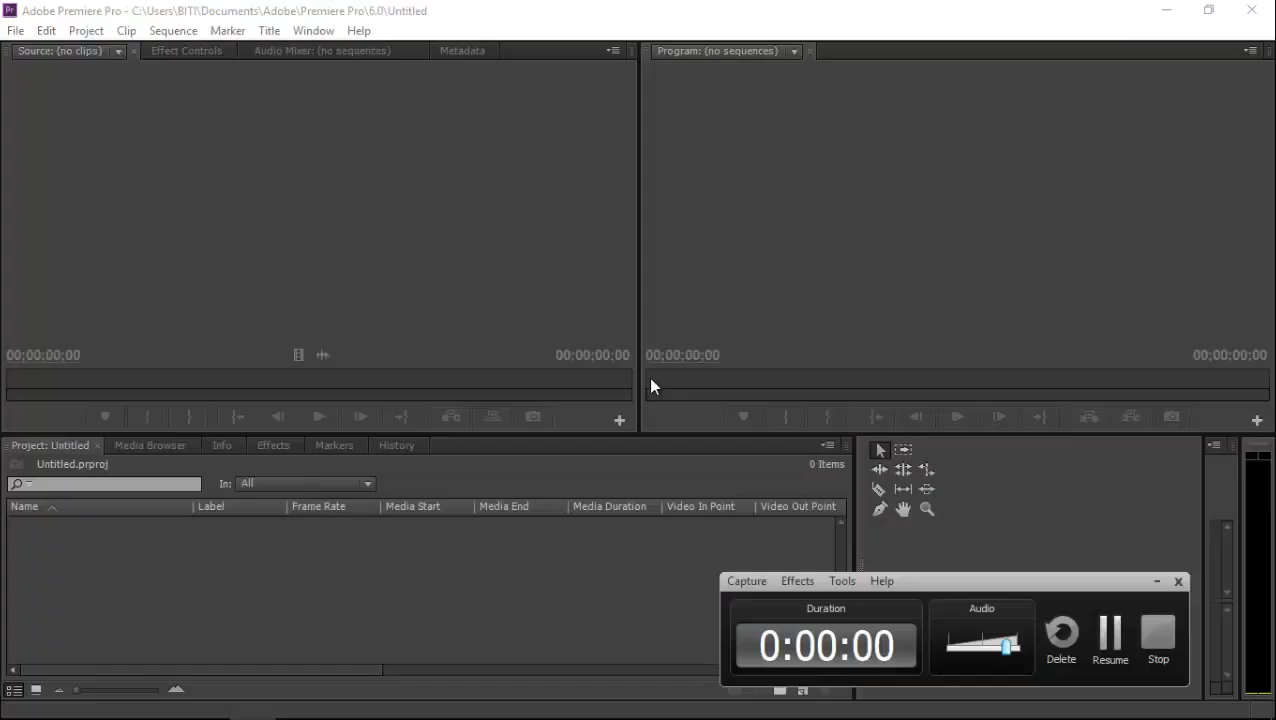 Pr Adobe Premiere Pro - C:\Users\BITI\Documents\Adobe\Premiere Pro\6.0\Untitled
File Edit Project Clip Sequence Marker Title Window Help
Source: (no clips) Effect Controls Audio Mixer: (no sequences) Metadata Program: (no sequences)
00;00;00;00 00;00;00;00 00;00;00;00 00;00;00;00
Project: Untitled Media Browser Info Effects Markers History
Untitled.prproj 0 Items
In: All
Name Label Frame Rate Media Start Media End Media Duration Video In Point Video Out Point
Capture Effects Tools Help
Duration Audio
0:00:00
Delete Resume Stop